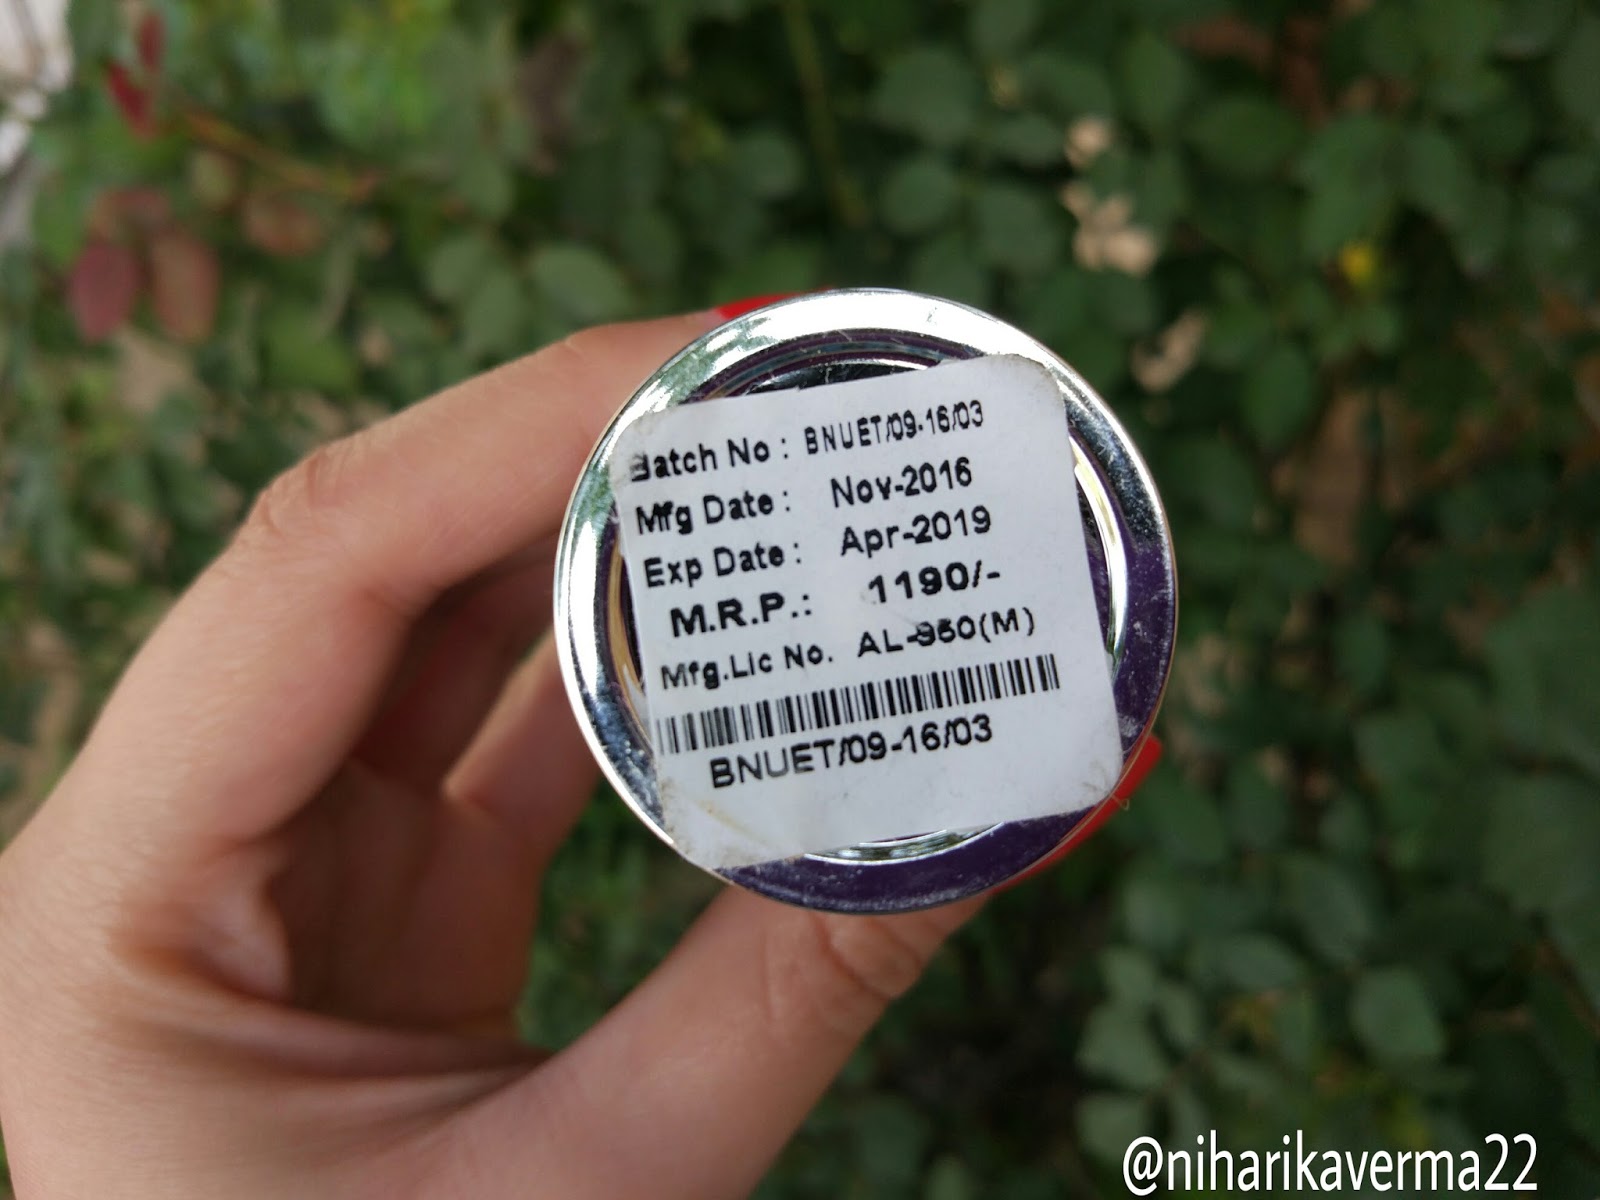 Batch No : BNUET/09-16/03
Mfg Date : Nov-2016
Exp Date : Apr-2019
M.R.P.: 1190/-
Mfg.Lic No. AL-950(M)
BNUET/09-16/03
@niharikaverma22